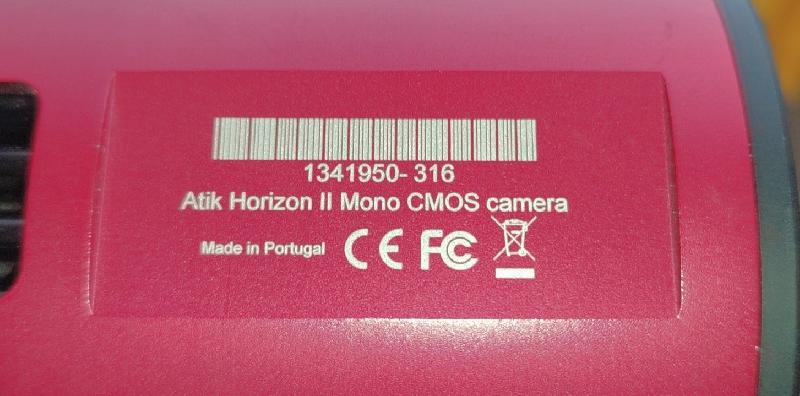 1341950- 316
Atik Horizon II Mono CMOS camera
Made in Portugal CE FC